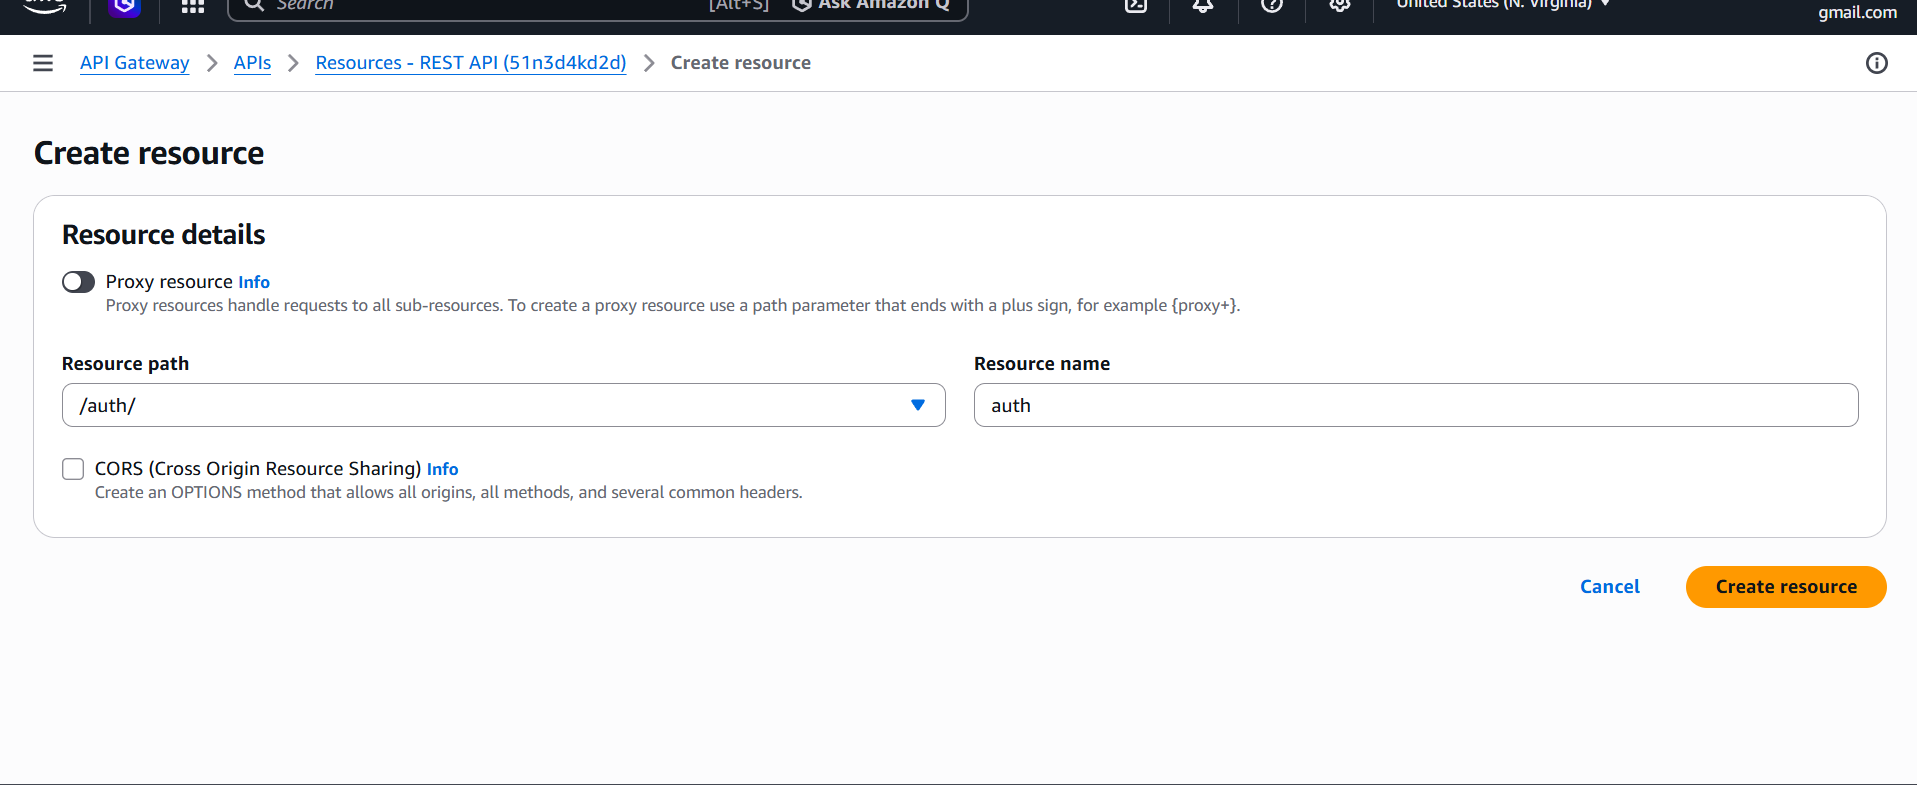 Search [Alt+S] Ask Amazon Q United States (N. Virginia)
gmail.com
API Gateway APIs Resources - REST API (51n3d4kd2d) Create resource
Create resource
Resource details
Proxy resource Info
Proxy resources handle requests to all sub-resources. To create a proxy resource use a path parameter that ends with a plus sign, for example {proxy+}.
Resource path Resource name
/auth/ auth
CORS (Cross Origin Resource Sharing) Info
Create an OPTIONS method that allows all origins, all methods, and several common headers.
Cancel Create resource